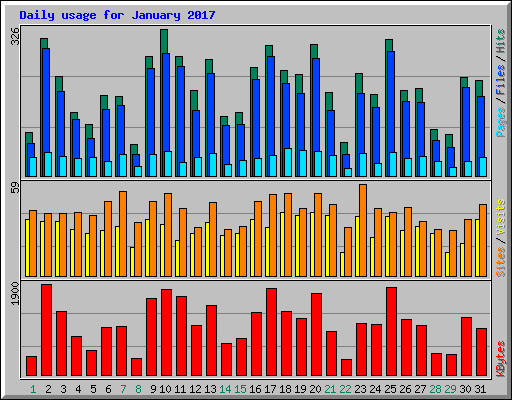 Daily usage for January 2017
326
Pages / Files / Hits
59
Sites / Visits
1900
KBytes
1 2 3 4 5 6 7 8 9 10 11 12 13 14 15 16 17 18 19 20 21 22 23 24 25 26 27 28 29 30 31